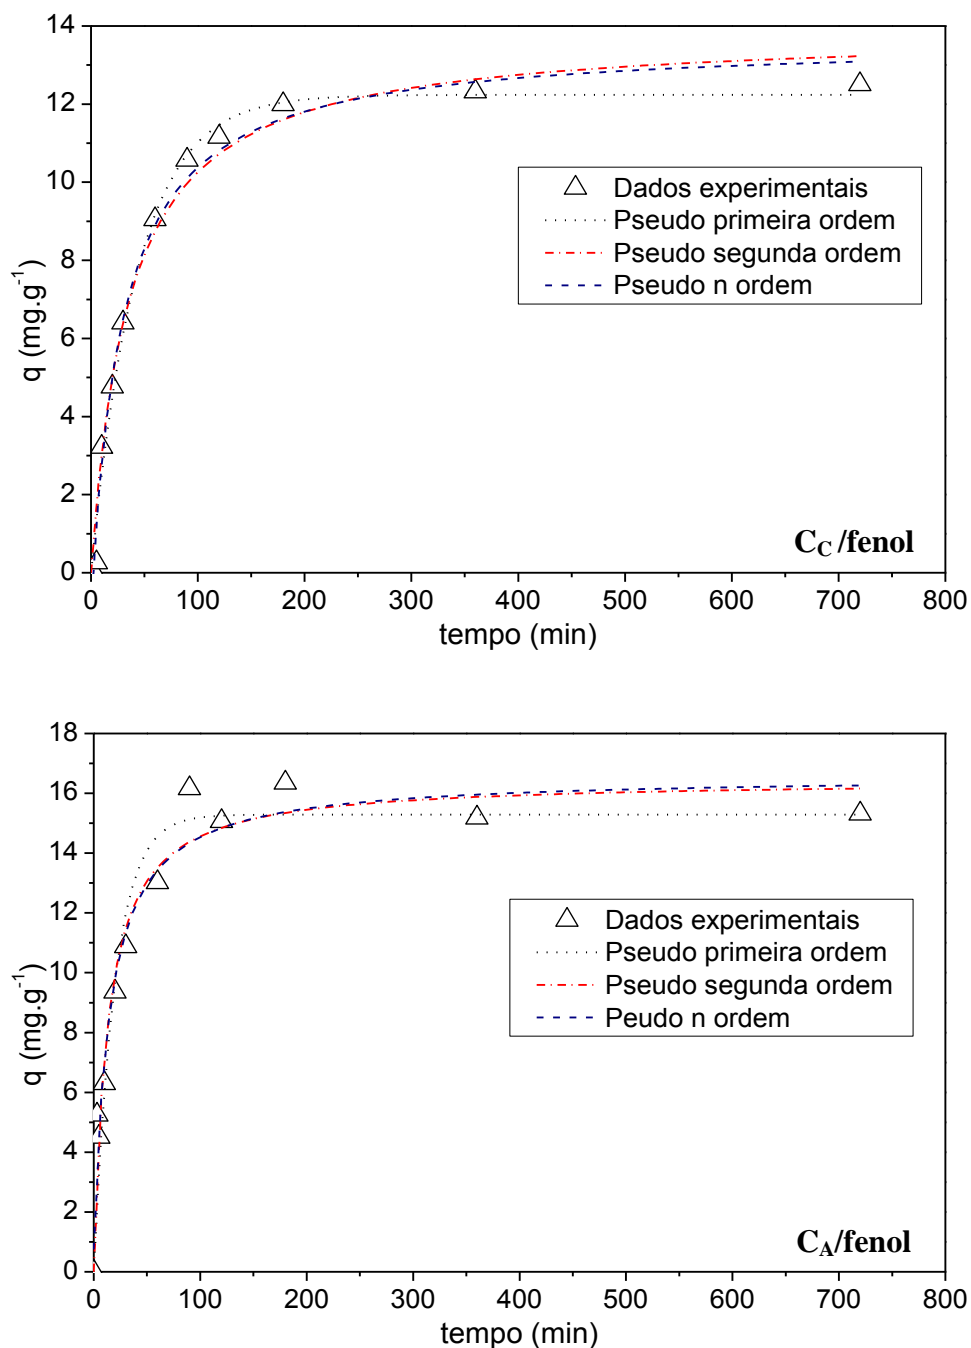 14
12
10
8
6
4
2
0
q (mg.g⁻¹)
Dados experimentais
Pseudo primeira ordem
Pseudo segunda ordem
Pseudo n ordem
C_C/fenol
0 100 200 300 400 500 600 700 800
tempo (min)
18
16
14
12
10
8
6
4
2
0
q (mg.g⁻¹)
Dados experimentais
Pseudo primeira ordem
Pseudo segunda ordem
Peudo n ordem
C_A/fenol
0 100 200 300 400 500 600 700 800
tempo (min)